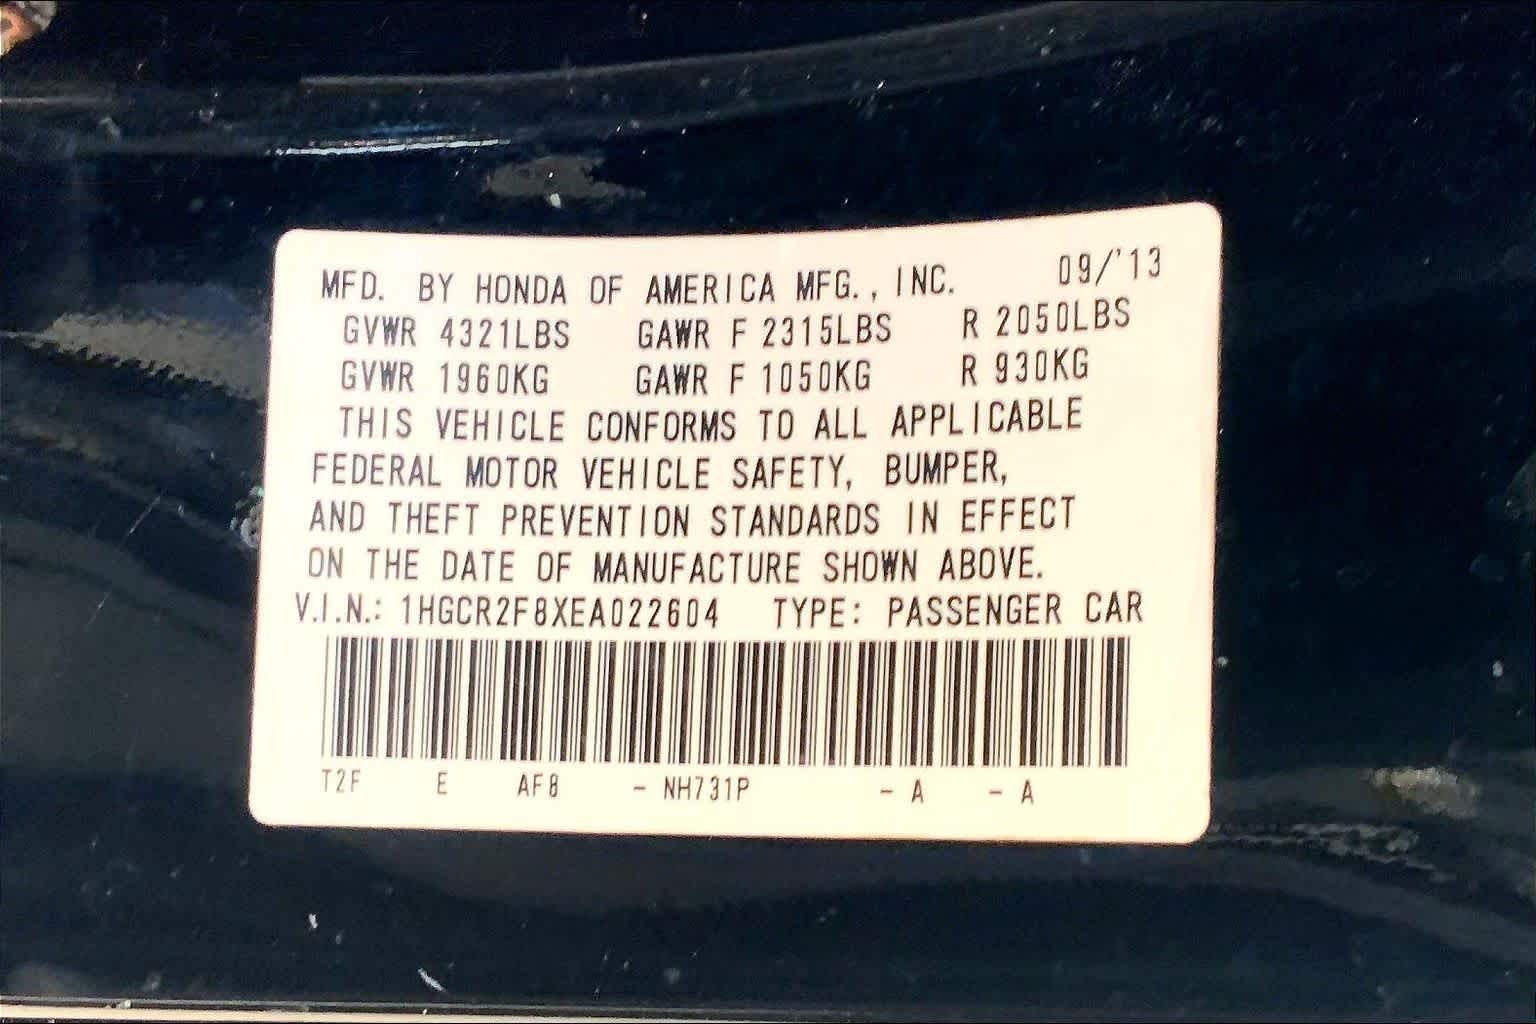 MFD. BY HONDA OF AMERICA MFG., INC. 09/'13
GVWR 4321LBS GAWR F 2315LBS R 2050LBS
GVWR 1960KG GAWR F 1050KG R 930KG
THIS VEHICLE CONFORMS TO ALL APPLICABLE
FEDERAL MOTOR VEHICLE SAFETY, BUMPER,
AND THEFT PREVENTION STANDARDS IN EFFECT
ON THE DATE OF MANUFACTURE SHOWN ABOVE.
V.I.N.: 1HGCR2F8XEA022604 TYPE: PASSENGER CAR
T2F E AF8 - NH731P - A - A